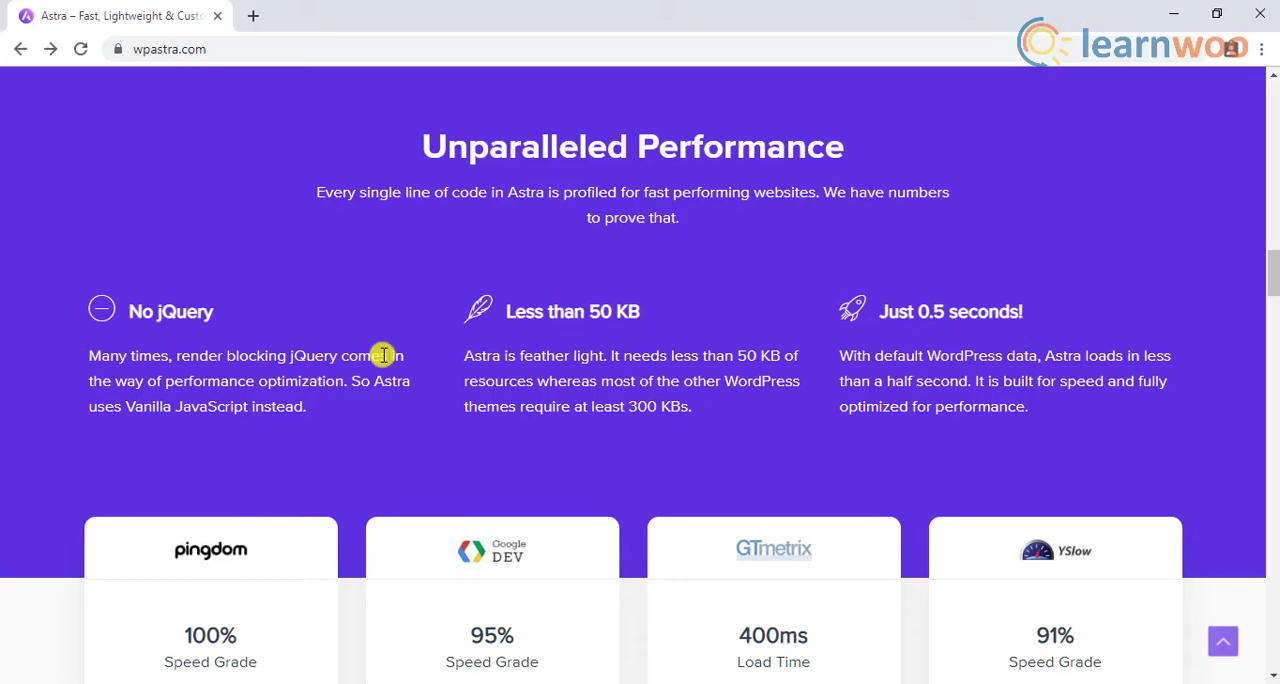 Astra – Fast, Lightweight & Custo
wpastra.com
learnwoo
Unparalleled Performance
Every single line of code in Astra is profiled for fast performing websites. We have numbers
to prove that.
No jQuery
Many times, render blocking jQuery comes in
the way of performance optimization. So Astra
uses Vanilla JavaScript instead.
Less than 50 KB
Astra is feather light. It needs less than 50 KB of
resources whereas most of the other WordPress
themes require at least 300 KBs.
Just 0.5 seconds!
With default WordPress data, Astra loads in less
than a half second. It is built for speed and fully
optimized for performance.
pingdom
100%
Speed Grade
Google
DEV
95%
Speed Grade
GTmetrix
400ms
Load Time
YSlow
91%
Speed Grade